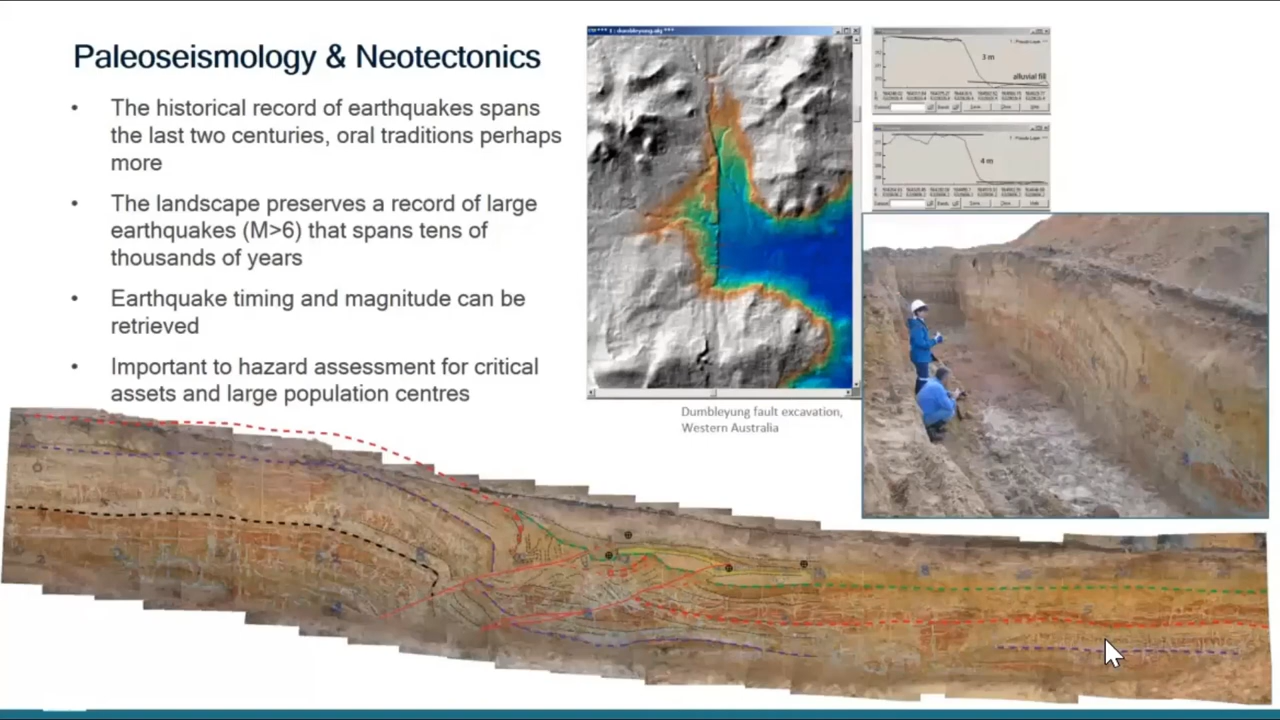 Paleoseismology & Neotectonics
• The historical record of earthquakes spans
the last two centuries, oral traditions perhaps
more
• The landscape preserves a record of large
earthquakes (M>6) that spans tens of
thousands of years
• Earthquake timing and magnitude can be
retrieved
• Important to hazard assessment for critical
assets and large population centres
3 m
alluvial fill
4 m
Dumbleyung fault excavation,
Western Australia